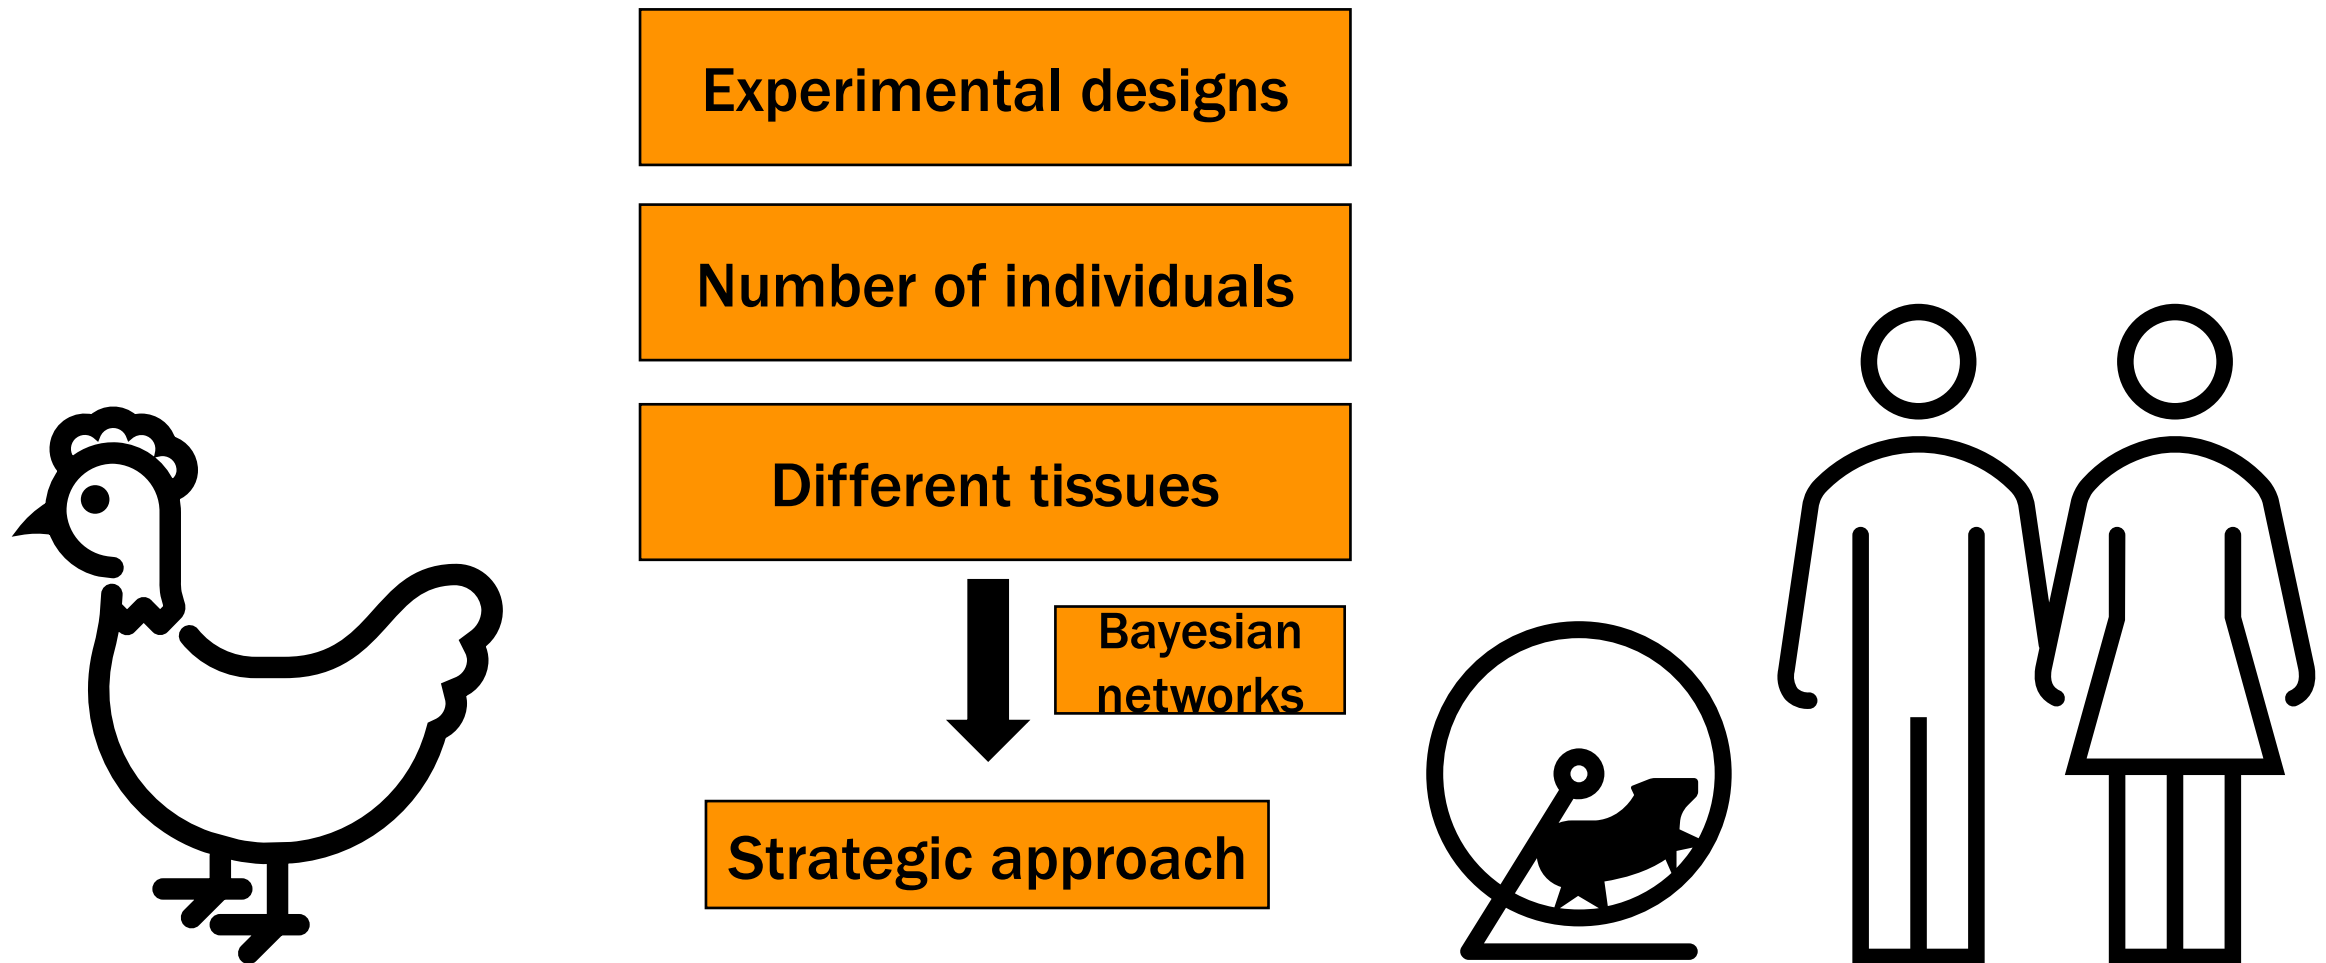 Experimental designs
Number of individuals
Different tissues
Bayesian
networks
Strategic approach